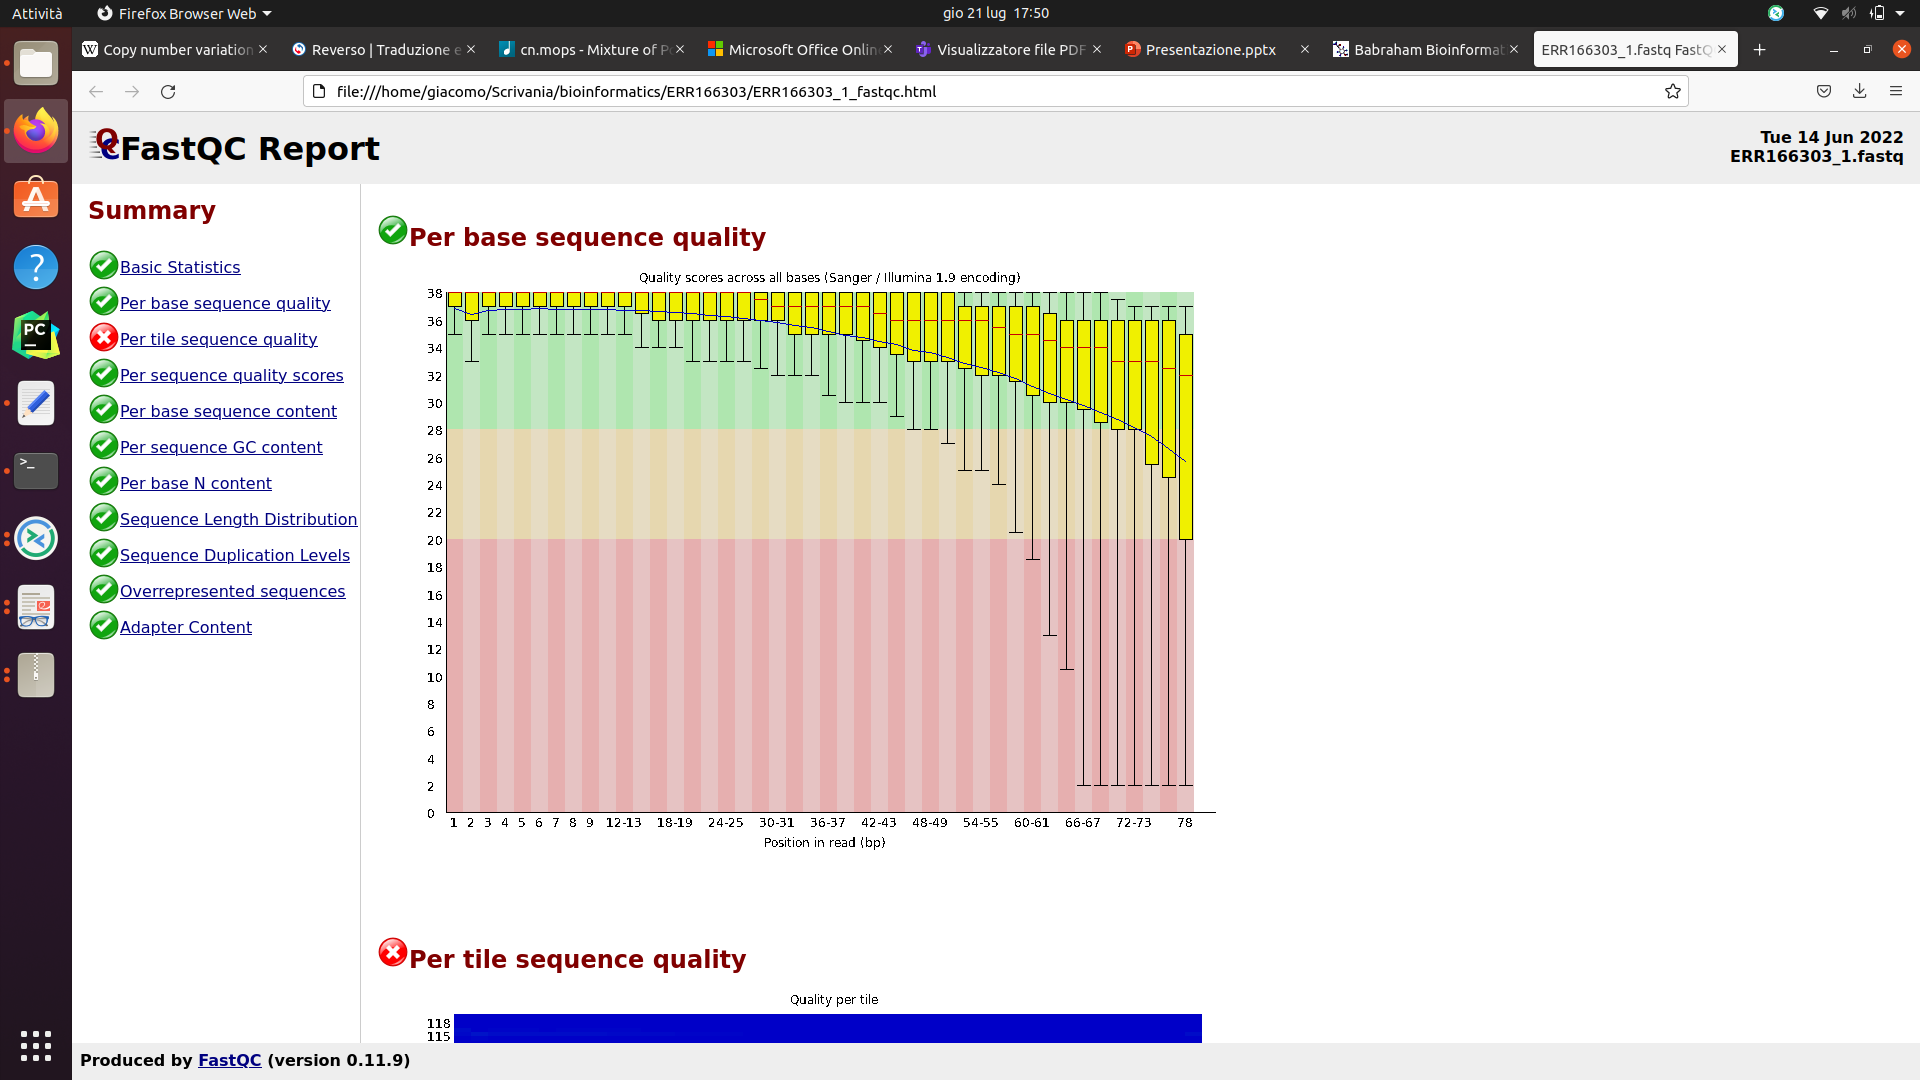 Attività
Firefox Browser Web
gio 21 lug 17:50
Copy number variation
Reverso | Traduzione e
cn.mops - Mixture of Po
Microsoft Office Online
Visualizzatore file PDF
Presentazione.pptx
Babraham Bioinformat
ERR166303_1.fastq FastQ
file:///home/giacomo/Scrivania/bioinformatics/ERR166303/ERR166303_1_fastqc.html
FastQC Report
Tue 14 Jun 2022
ERR166303_1.fastq
Summary
Basic Statistics
Per base sequence quality
Per tile sequence quality
Per sequence quality scores
Per base sequence content
Per sequence GC content
Per base N content
Sequence Length Distribution
Sequence Duplication Levels
Overrepresented sequences
Adapter Content
Per base sequence quality
Quality scores across all bases (Sanger / Illumina 1.9 encoding)
38
36
34
32
30
28
26
24
22
20
18
16
14
12
10
8
6
4
2
0
1 2 3 4 5 6 7 8 9 12-13 18-19 24-25 30-31 36-37 42-43 48-49 54-55 60-61 66-67 72-73 78
Position in read (bp)
Per tile sequence quality
Quality per tile
118
115
Produced by FastQC (version 0.11.9)